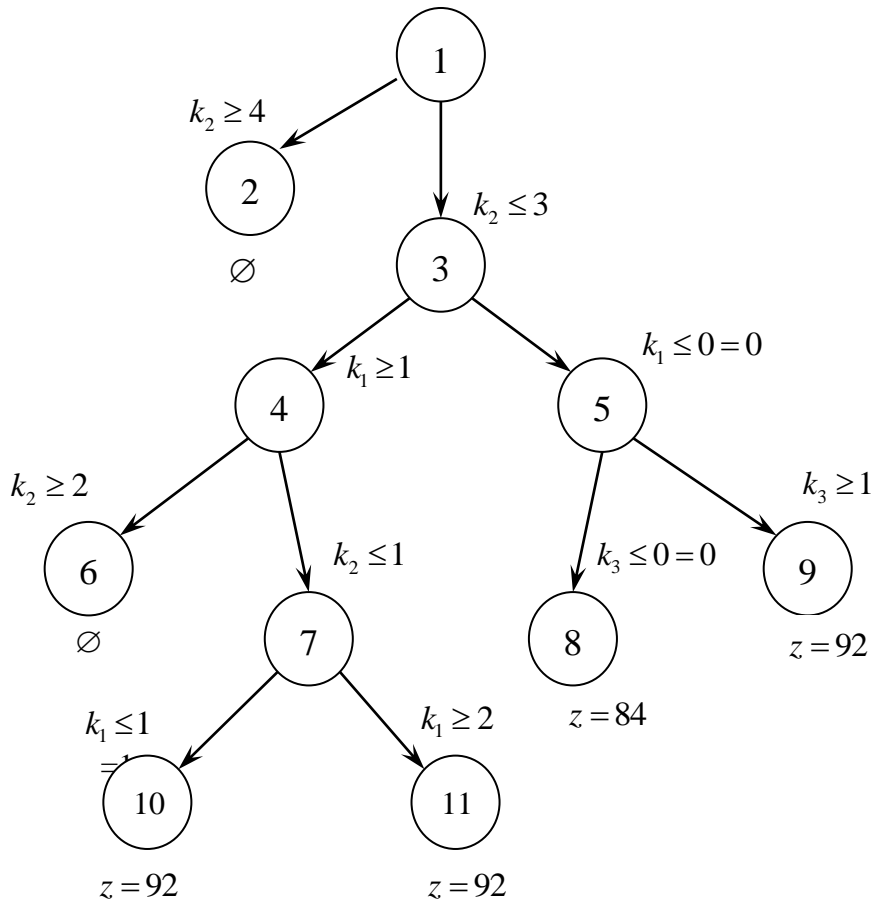 1
k₂ ≥ 4
2
k₂ ≤ 3
∅
3
k₁ ≤ 0 = 0
k₁ ≥ 1
4
5
k₂ ≥ 2
k₃ ≥ 1
k₂ ≤ 1
k₃ ≤ 0 = 0
6
9
∅
7
8
z = 92
z = 84
k₁ ≤ 1
k₁ ≥ 2
=
10
11
z = 92
z = 92